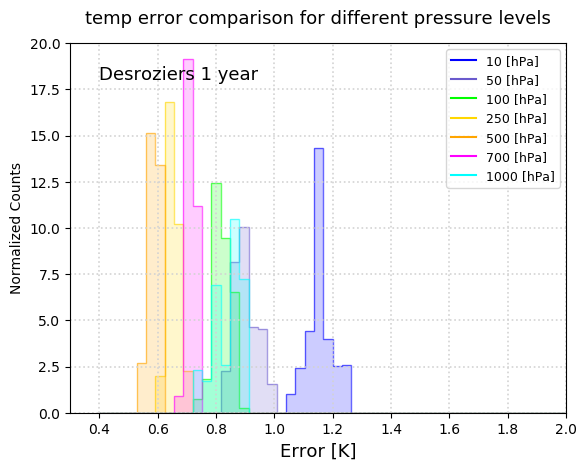 temp error comparison for different pressure levels
20.0
17.5
15.0
12.5
10.0
7.5
5.0
2.5
0.0
Normalized Counts
Desroziers 1 year
10 [hPa]
50 [hPa]
100 [hPa]
250 [hPa]
500 [hPa]
700 [hPa]
1000 [hPa]
0.4 0.6 0.8 1.0 1.2 1.4 1.6 1.8 2.0
Error [K]